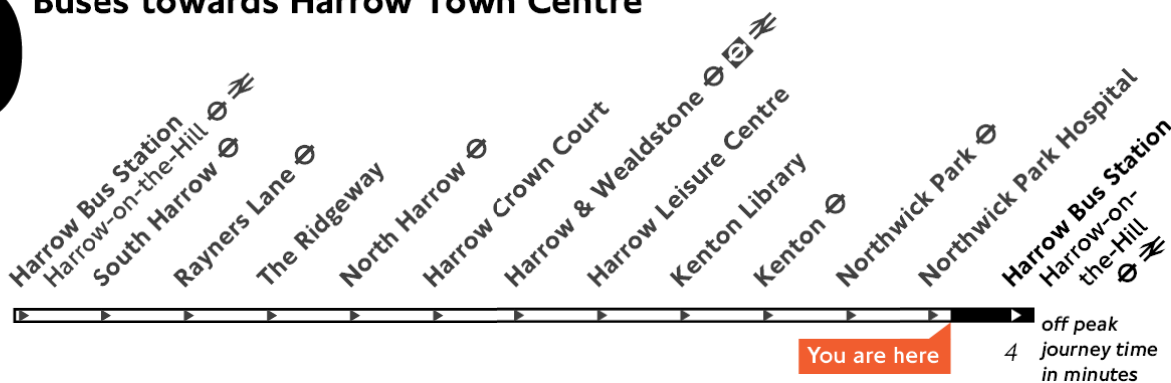 Buses towards Harrow Town Centre
Harrow Bus Station
Harrow-on-the-Hill
South Harrow
Rayners Lane
The Ridgeway
North Harrow
Harrow Crown Court
Harrow & Wealdstone
Harrow Leisure Centre
Kenton Library
Kenton
Northwick Park
Northwick Park Hospital
Harrow Bus Station
Harrow-on-
the-Hill
You are here
4
off peak
journey time
in minutes